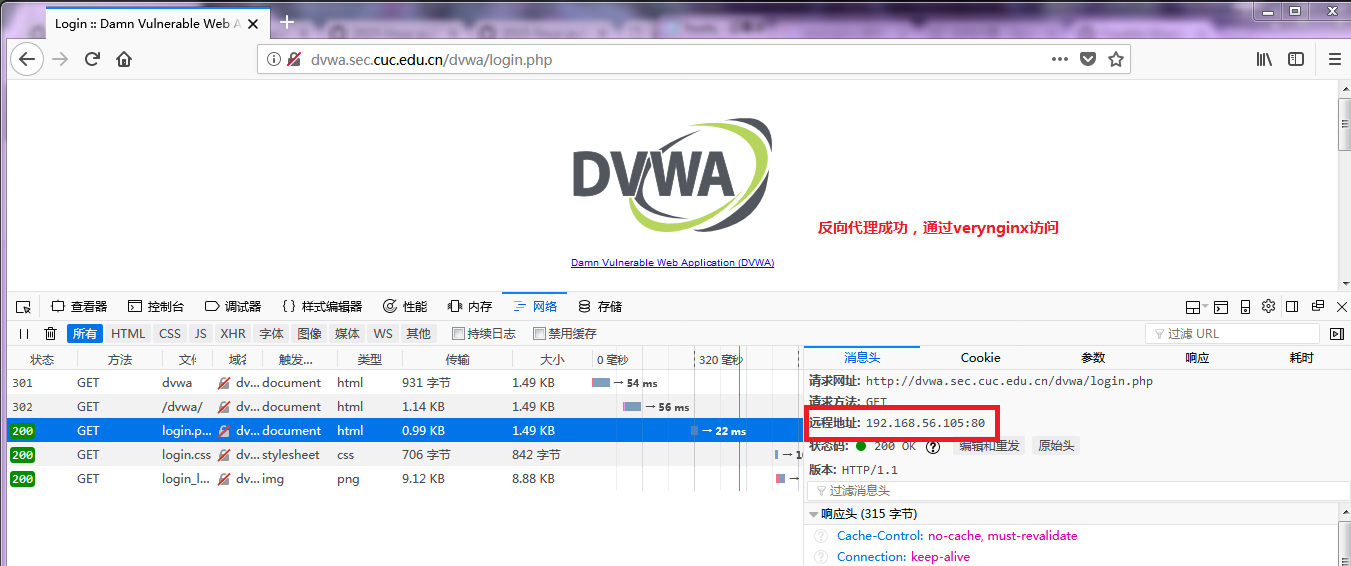 Login :: Damn Vulnerable Web A
dvwa.sec.cuc.edu.cn/dvwa/login.php
DVWA
反向代理成功，通过verynginx访问
Damn Vulnerable Web Application (DVWA)
查看器 控制台 调试器 {} 样式编辑器 性能 内存 网络 存储
所有 HTML CSS JS XHR 字体 图像 媒体 WS 其他 持续日志 禁用缓存 过滤 URL
状态 方法 文件 域名 触发... 类型 传输 大小 0 毫秒 320 毫秒
301 GET dvwa dv... document html 931 字节 1.49 KB → 54 ms
302 GET /dvwa/ dv... document html 1.14 KB 1.49 KB → 56 ms
200 GET login.p... dv... document html 0.99 KB 1.49 KB → 22 ms
200 GET login.css dv... stylesheet css 706 字节 842 字节 →
200 GET login_l... dv... img png 9.12 KB 8.88 KB →
消息头 Cookie 参数 响应 耗时
请求网址: http://dvwa.sec.cuc.edu.cn/dvwa/login.php
请求方法: GET
远程地址: 192.168.56.105:80
状态码: 200 OK 编辑和重发 原始头
版本: HTTP/1.1
过滤消息头
响应头 (315 字节)
Cache-Control: no-cache, must-revalidate
Connection: keep-alive